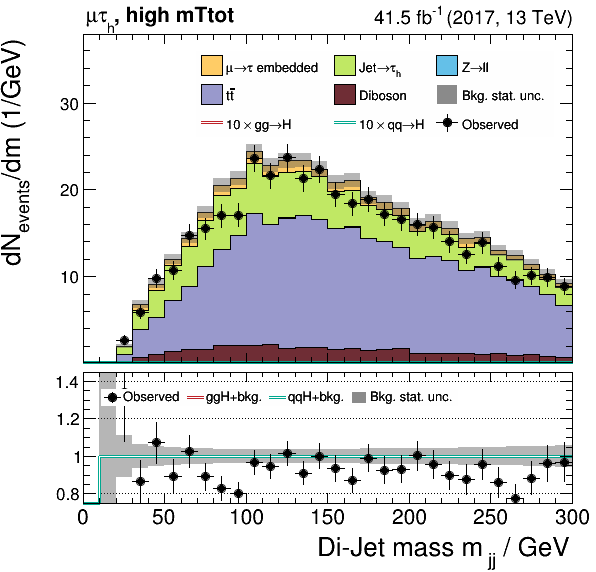 μτh, high mTtot 41.5 fb⁻¹ (2017, 13 TeV)
dNevents/dm (1/GeV)
30
20
10
μ→τ embedded Jet→τh Z→ll
tt̅ Diboson Bkg. stat. unc.
10 × gg→H 10 × qq→H Observed
1.4
1.2
1
0.8
Observed ggH+bkg. qqH+bkg. Bkg. stat. unc.
0 50 100 150 200 250 300
Di-Jet mass mjj / GeV